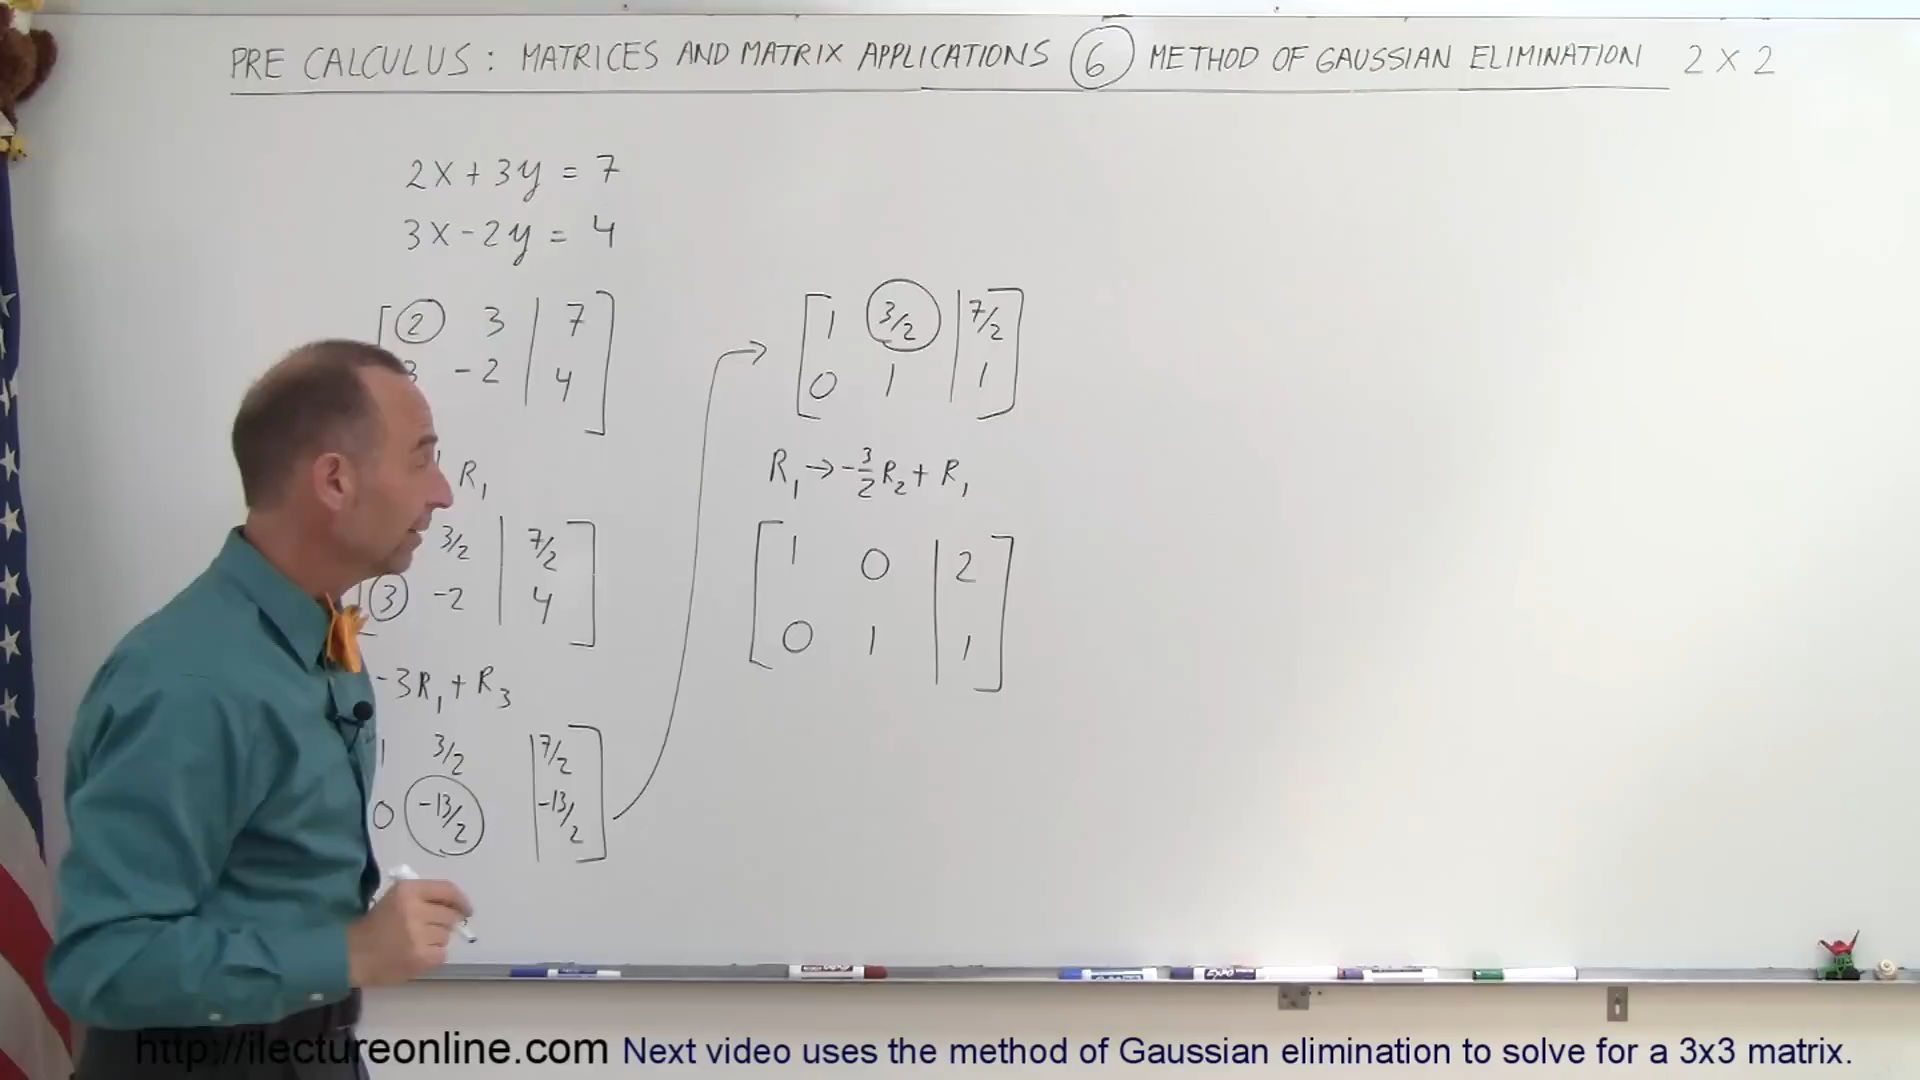 PRE CALCULUS: MATRICES AND MATRIX APPLICATIONS 6 METHOD OF GAUSSIAN ELIMINATION 2 X 2
2x + 3y = 7
3x - 2y = 4
[ 2 3 | 7 ]
3 -2 | 4 ]
R₁
3/2 | 7/2 ]
[ 3 -2 | 4 ]
-3R₁ + R₃
1 3/2 | 7/2 ]
0 -13/2 | -13/2 ]
[ 1 3/2 | 7/2 ]
[ 0 1 | 1 ]
R₁ → -3/2 R₂ + R₁
[ 1 0 | 2 ]
[ 0 1 | 1 ]
http://ilectureonline.com Next video uses the method of Gaussian elimination to solve for a 3x3 matrix.